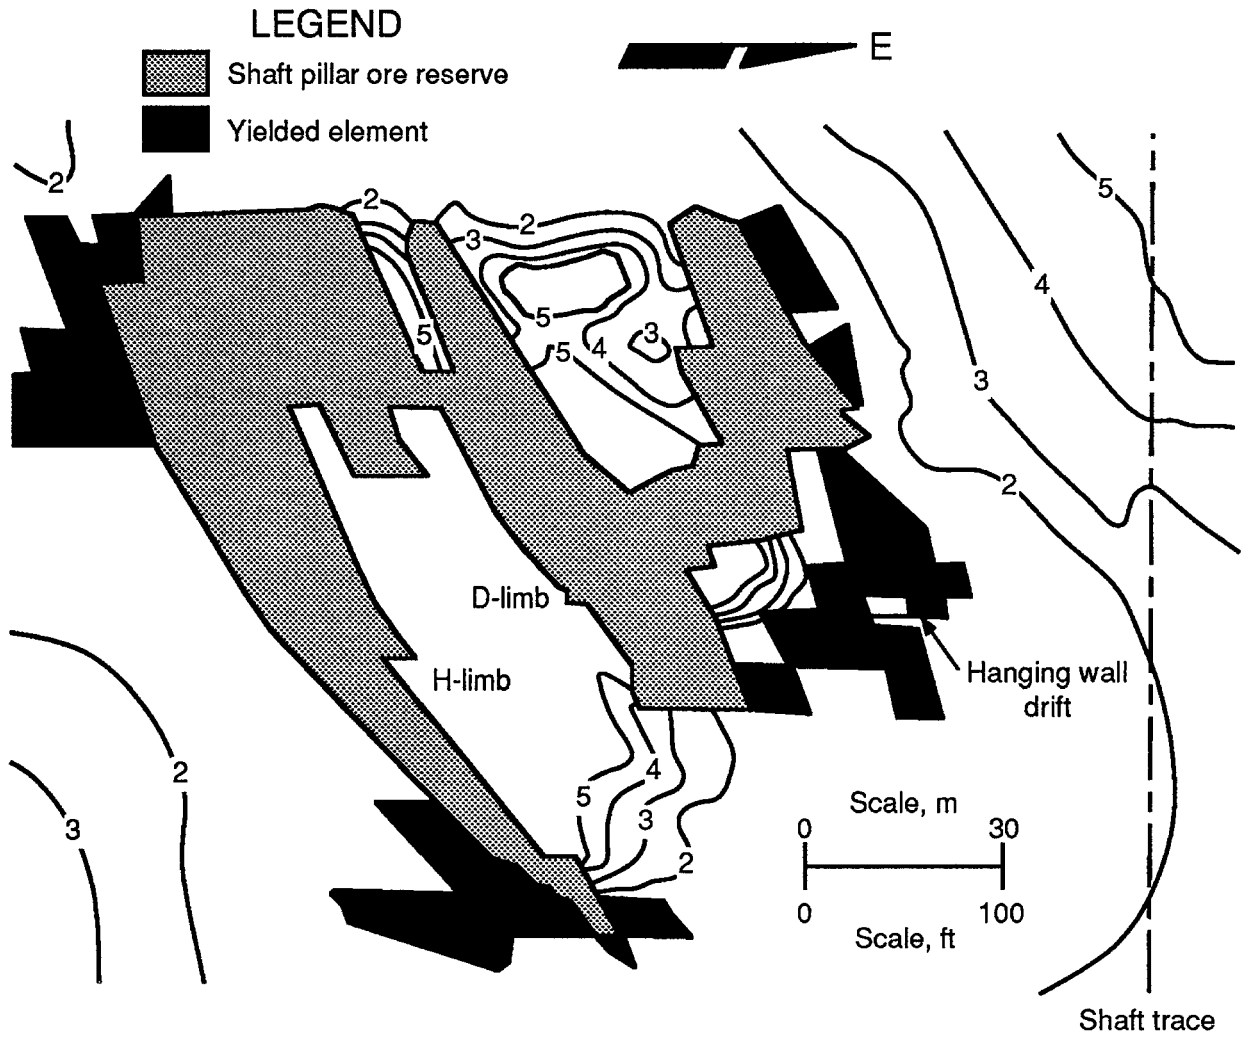 LEGEND
Shaft pillar ore reserve
Yielded element
E
2
2
2
3
5
5
4
3
5
5
4
3
2
D-limb
H-limb
Hanging wall
drift
2
3
5
4
3
2
Scale, m
0 30
0 100
Scale, ft
Shaft trace